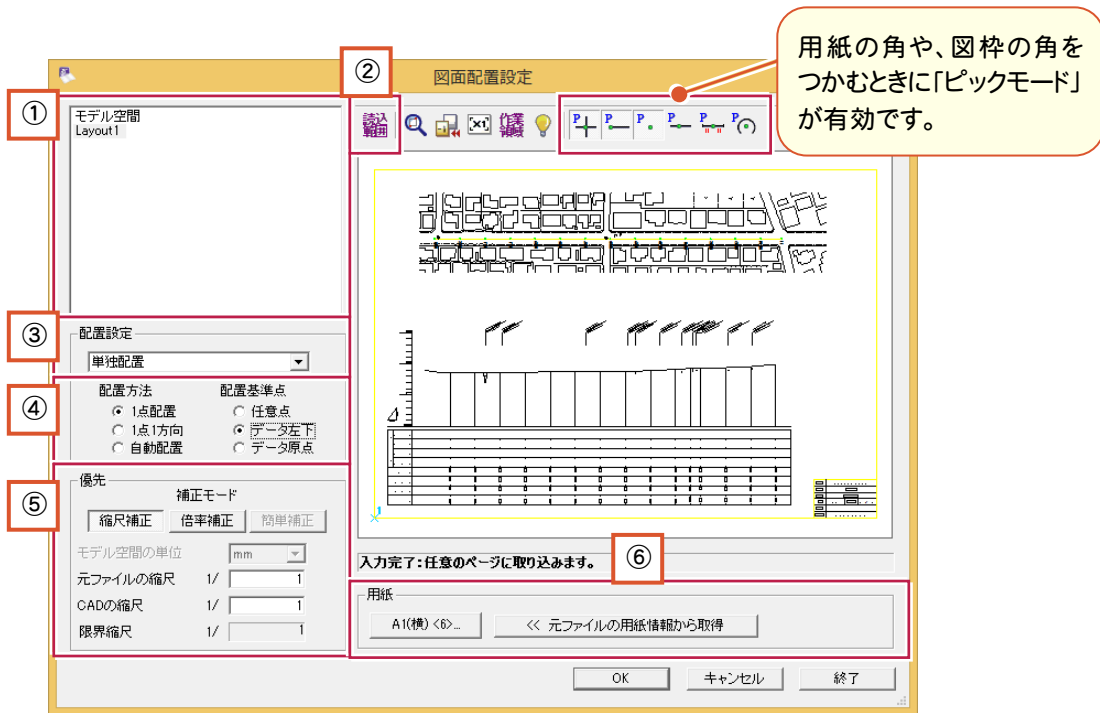 用紙の角や、図枠の角を
つかむときに「ピックモード」
が有効です。
図面配置設定
①
モデル空間
Layout1
②
読込
範囲
作業
領域
P
P
P
P
P
P
③
配置設定
単独配置
④
配置方法
配置基準点
1点配置
任意点
1点1方向
データ左下
自動配置
データ原点
⑤
優先
補正モード
縮尺補正
倍率補正
簡単補正
モデル空間の単位
mm
元ファイルの縮尺 1/ 1
CADの縮尺 1/ 1
限界縮尺 1/ 1
1
入力完了:任意のページに取り込みます。
⑥
用紙
A1(横) <6>...
<< 元ファイルの用紙情報から取得
OK
キャンセル
終了